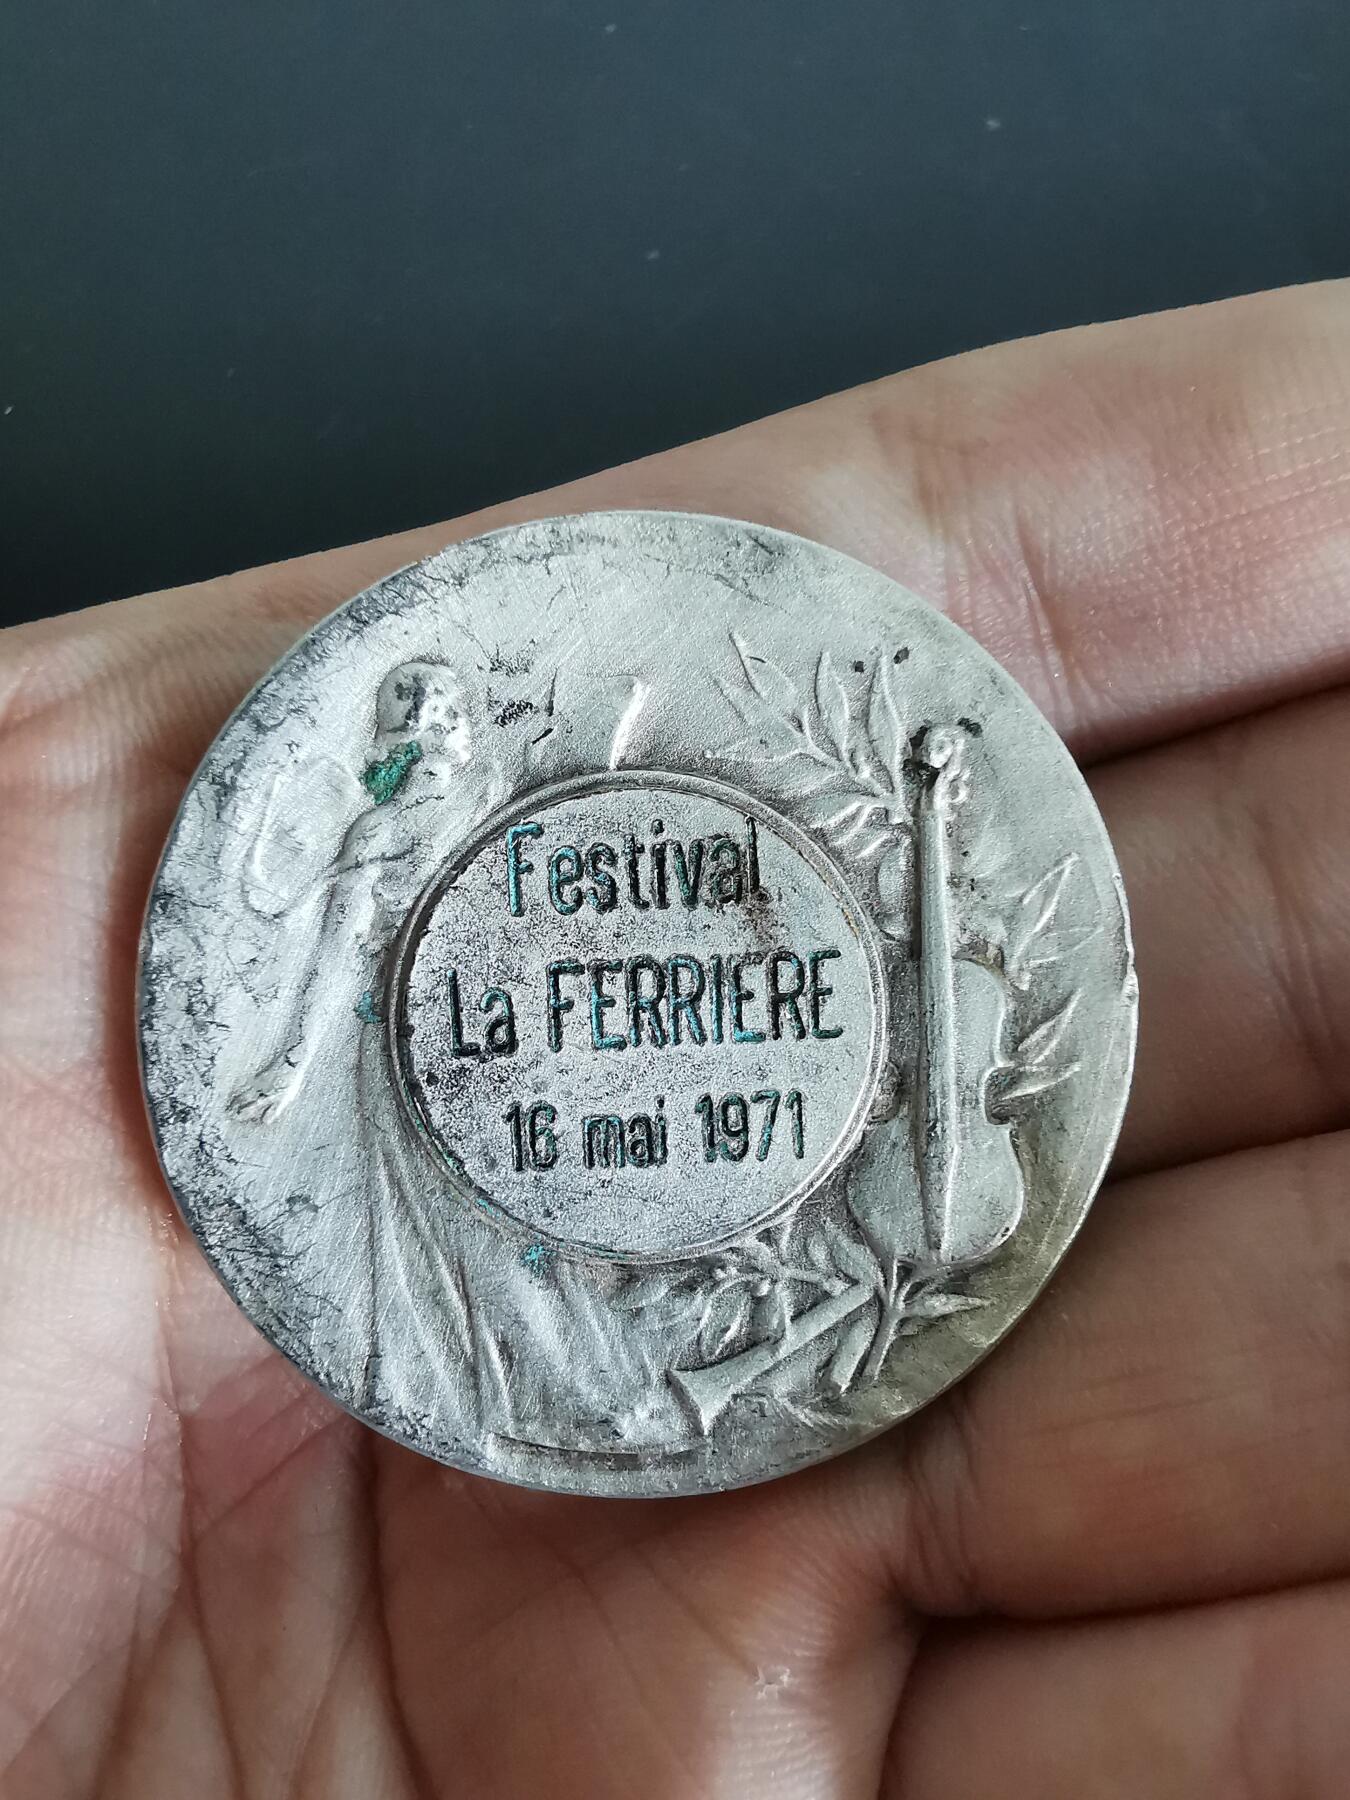 Festival
La FERRIERE
16 mai 1971